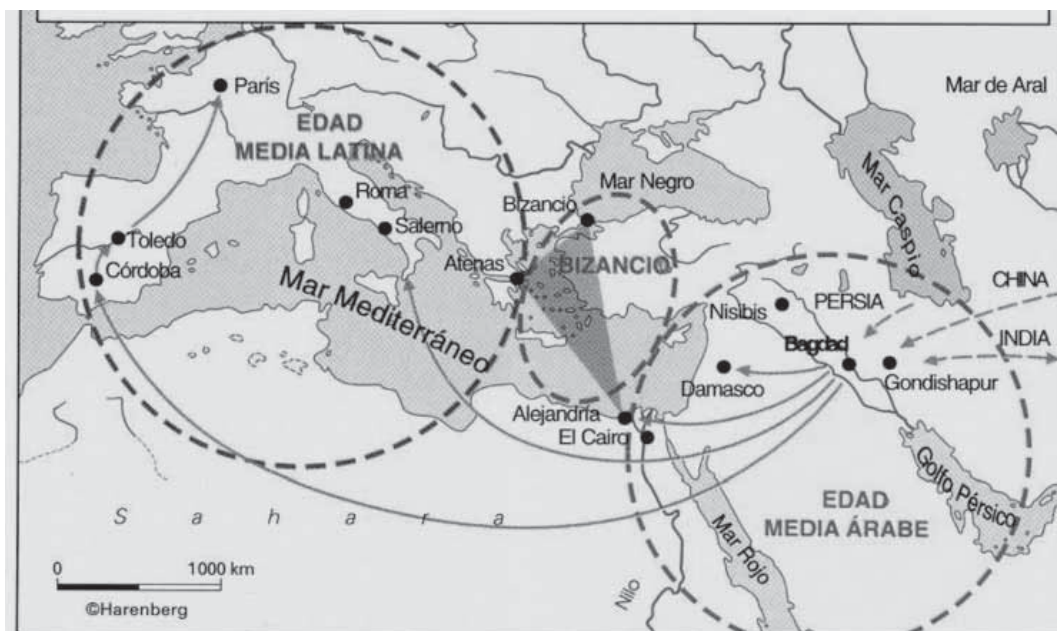 París
Mar de Aral
EDAD
MEDIA LATINA
Mar Caspio
Mar Negro
Roma
Bizancio
Salerno
Toledo
Atenas
BIZANCIO
Córdoba
CHINA
PERSIA
Nisibis
Mar Mediterráneo
INDIA
Bagdad
Gondishapur
Damasco
Alejandría
El Cairo
Golfo Pérsico
EDAD
MEDIA ÁRABE
Sahara
Mar Rojo
Nilo
0 1000 km
©Harenberg